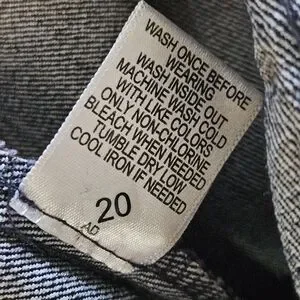 WASH ONCE BEFORE
WEARING
WASH INSIDE OUT
MACHINE WASH COLD
WITH LIKE COLORS
ONLY NON-CHLORINE
BLEACH WHEN NEEDED
TUMBLE DRY LOW
COOL IRON IF NEEDED
20
AD